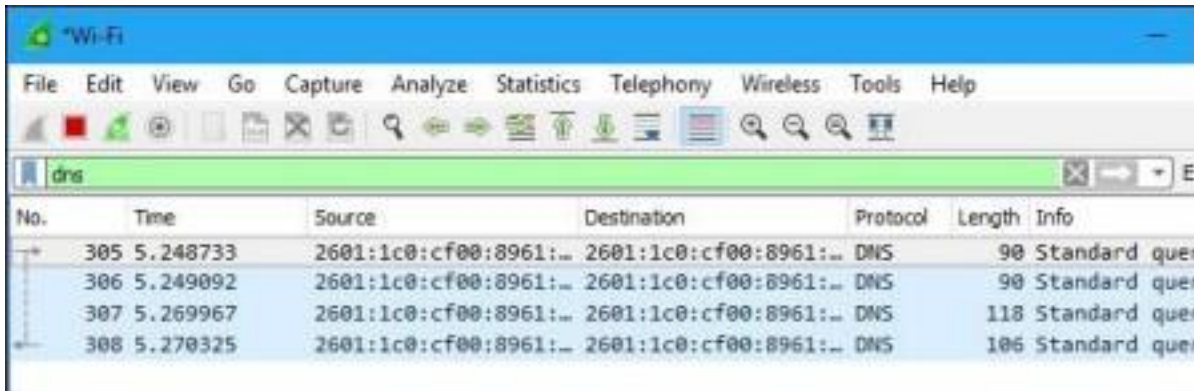 *Wi-Fi
File Edit View Go Capture Analyze Statistics Telephony Wireless Tools Help
dns E
No. Time Source Destination Protocol Length Info
305 5.248733 2601:1c0:cf00:8961:… 2601:1c0:cf00:8961:… DNS 90 Standard quer
306 5.249092 2601:1c0:cf00:8961:… 2601:1c0:cf00:8961:… DNS 90 Standard quer
307 5.269967 2601:1c0:cf00:8961:… 2601:1c0:cf00:8961:… DNS 118 Standard quer
308 5.270325 2601:1c0:cf00:8961:… 2601:1c0:cf00:8961:… DNS 106 Standard quer